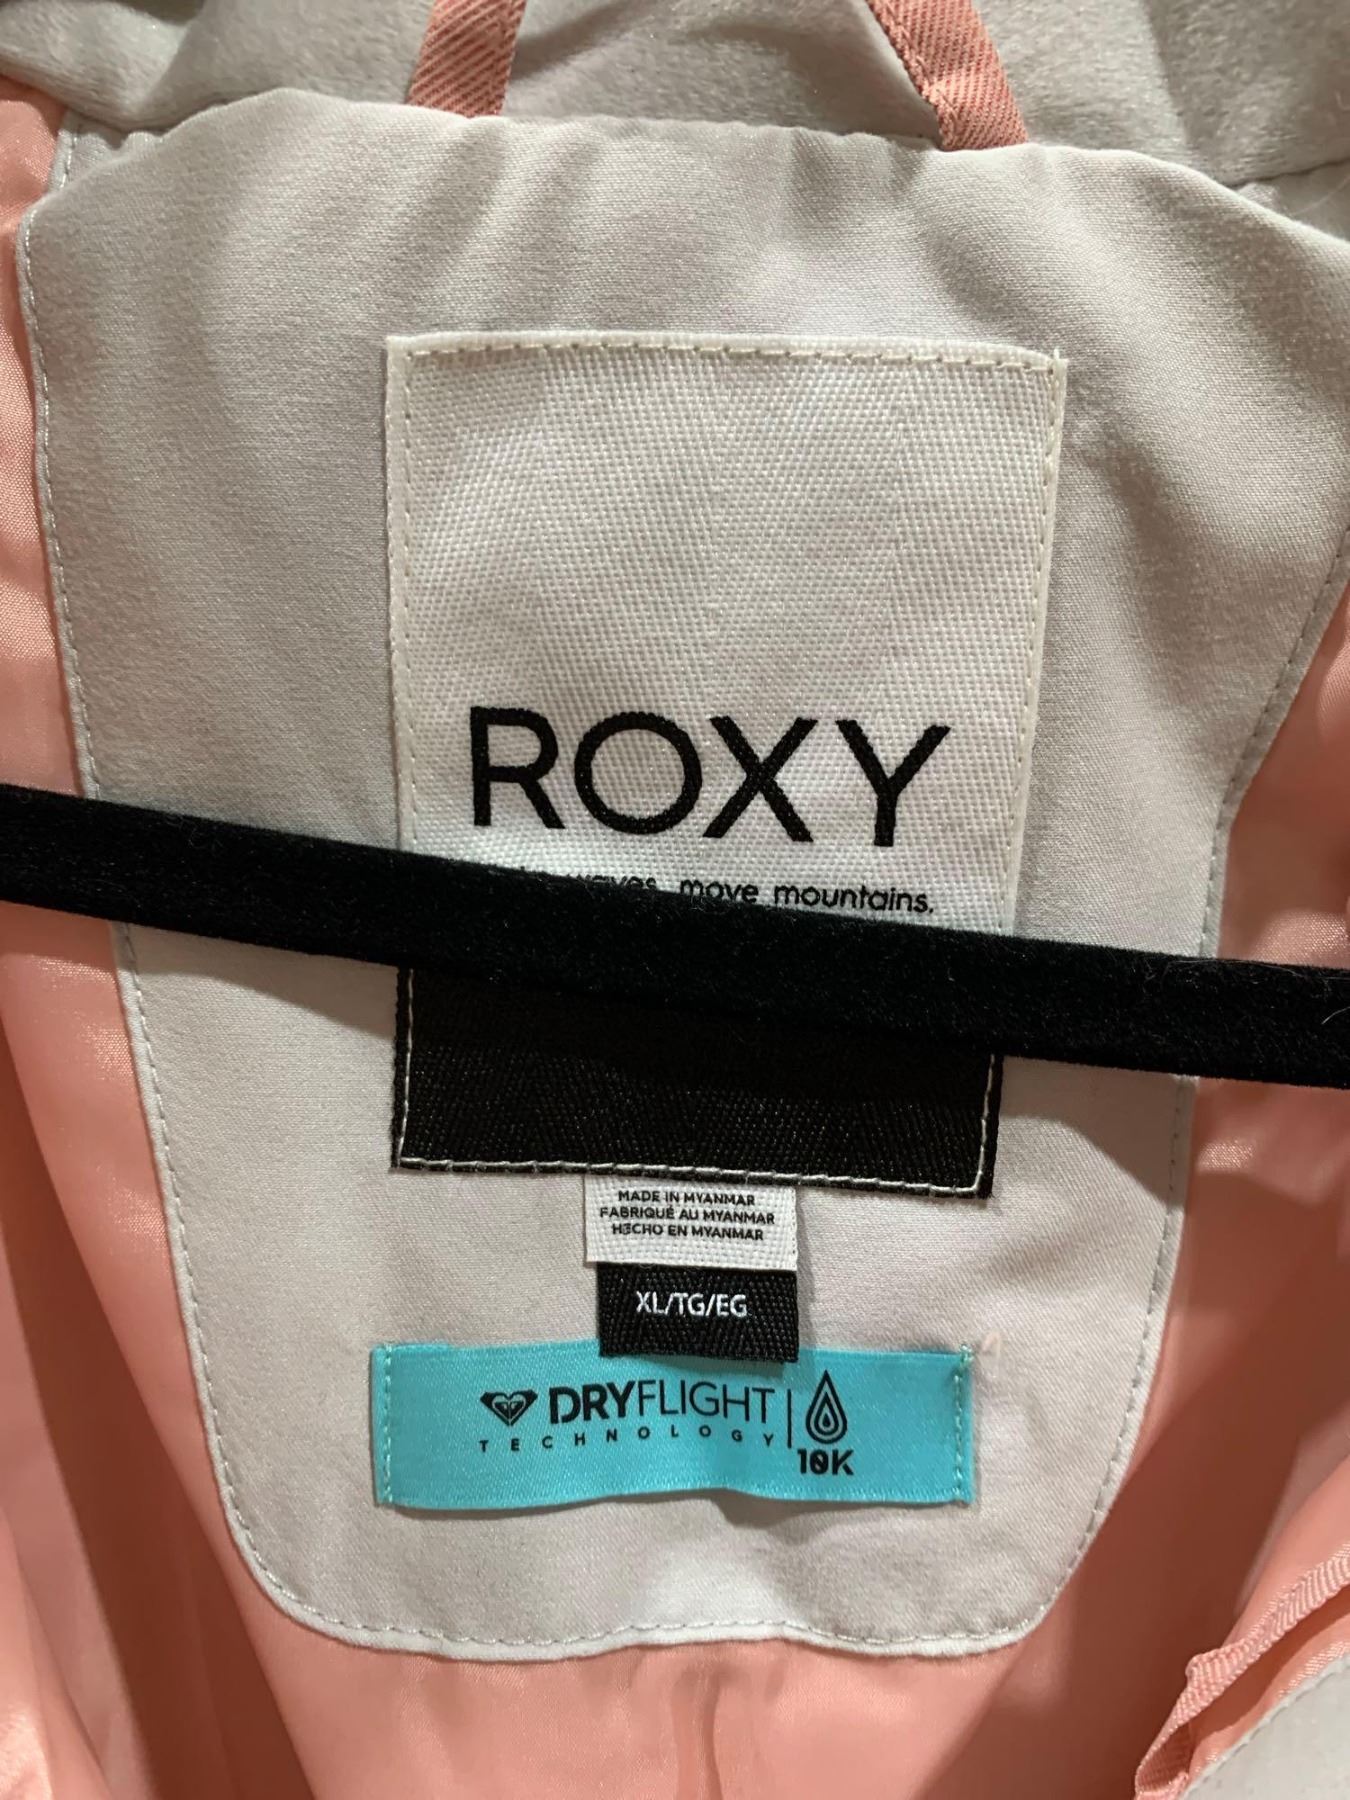 ROXY
waves, move mountains.
MADE IN MYANMAR
FABRIQUÉ AU MYANMAR
HECHO EN MYANMAR
XL/TG/EG
DRYFLIGHT
TECHNOLOGY
10K